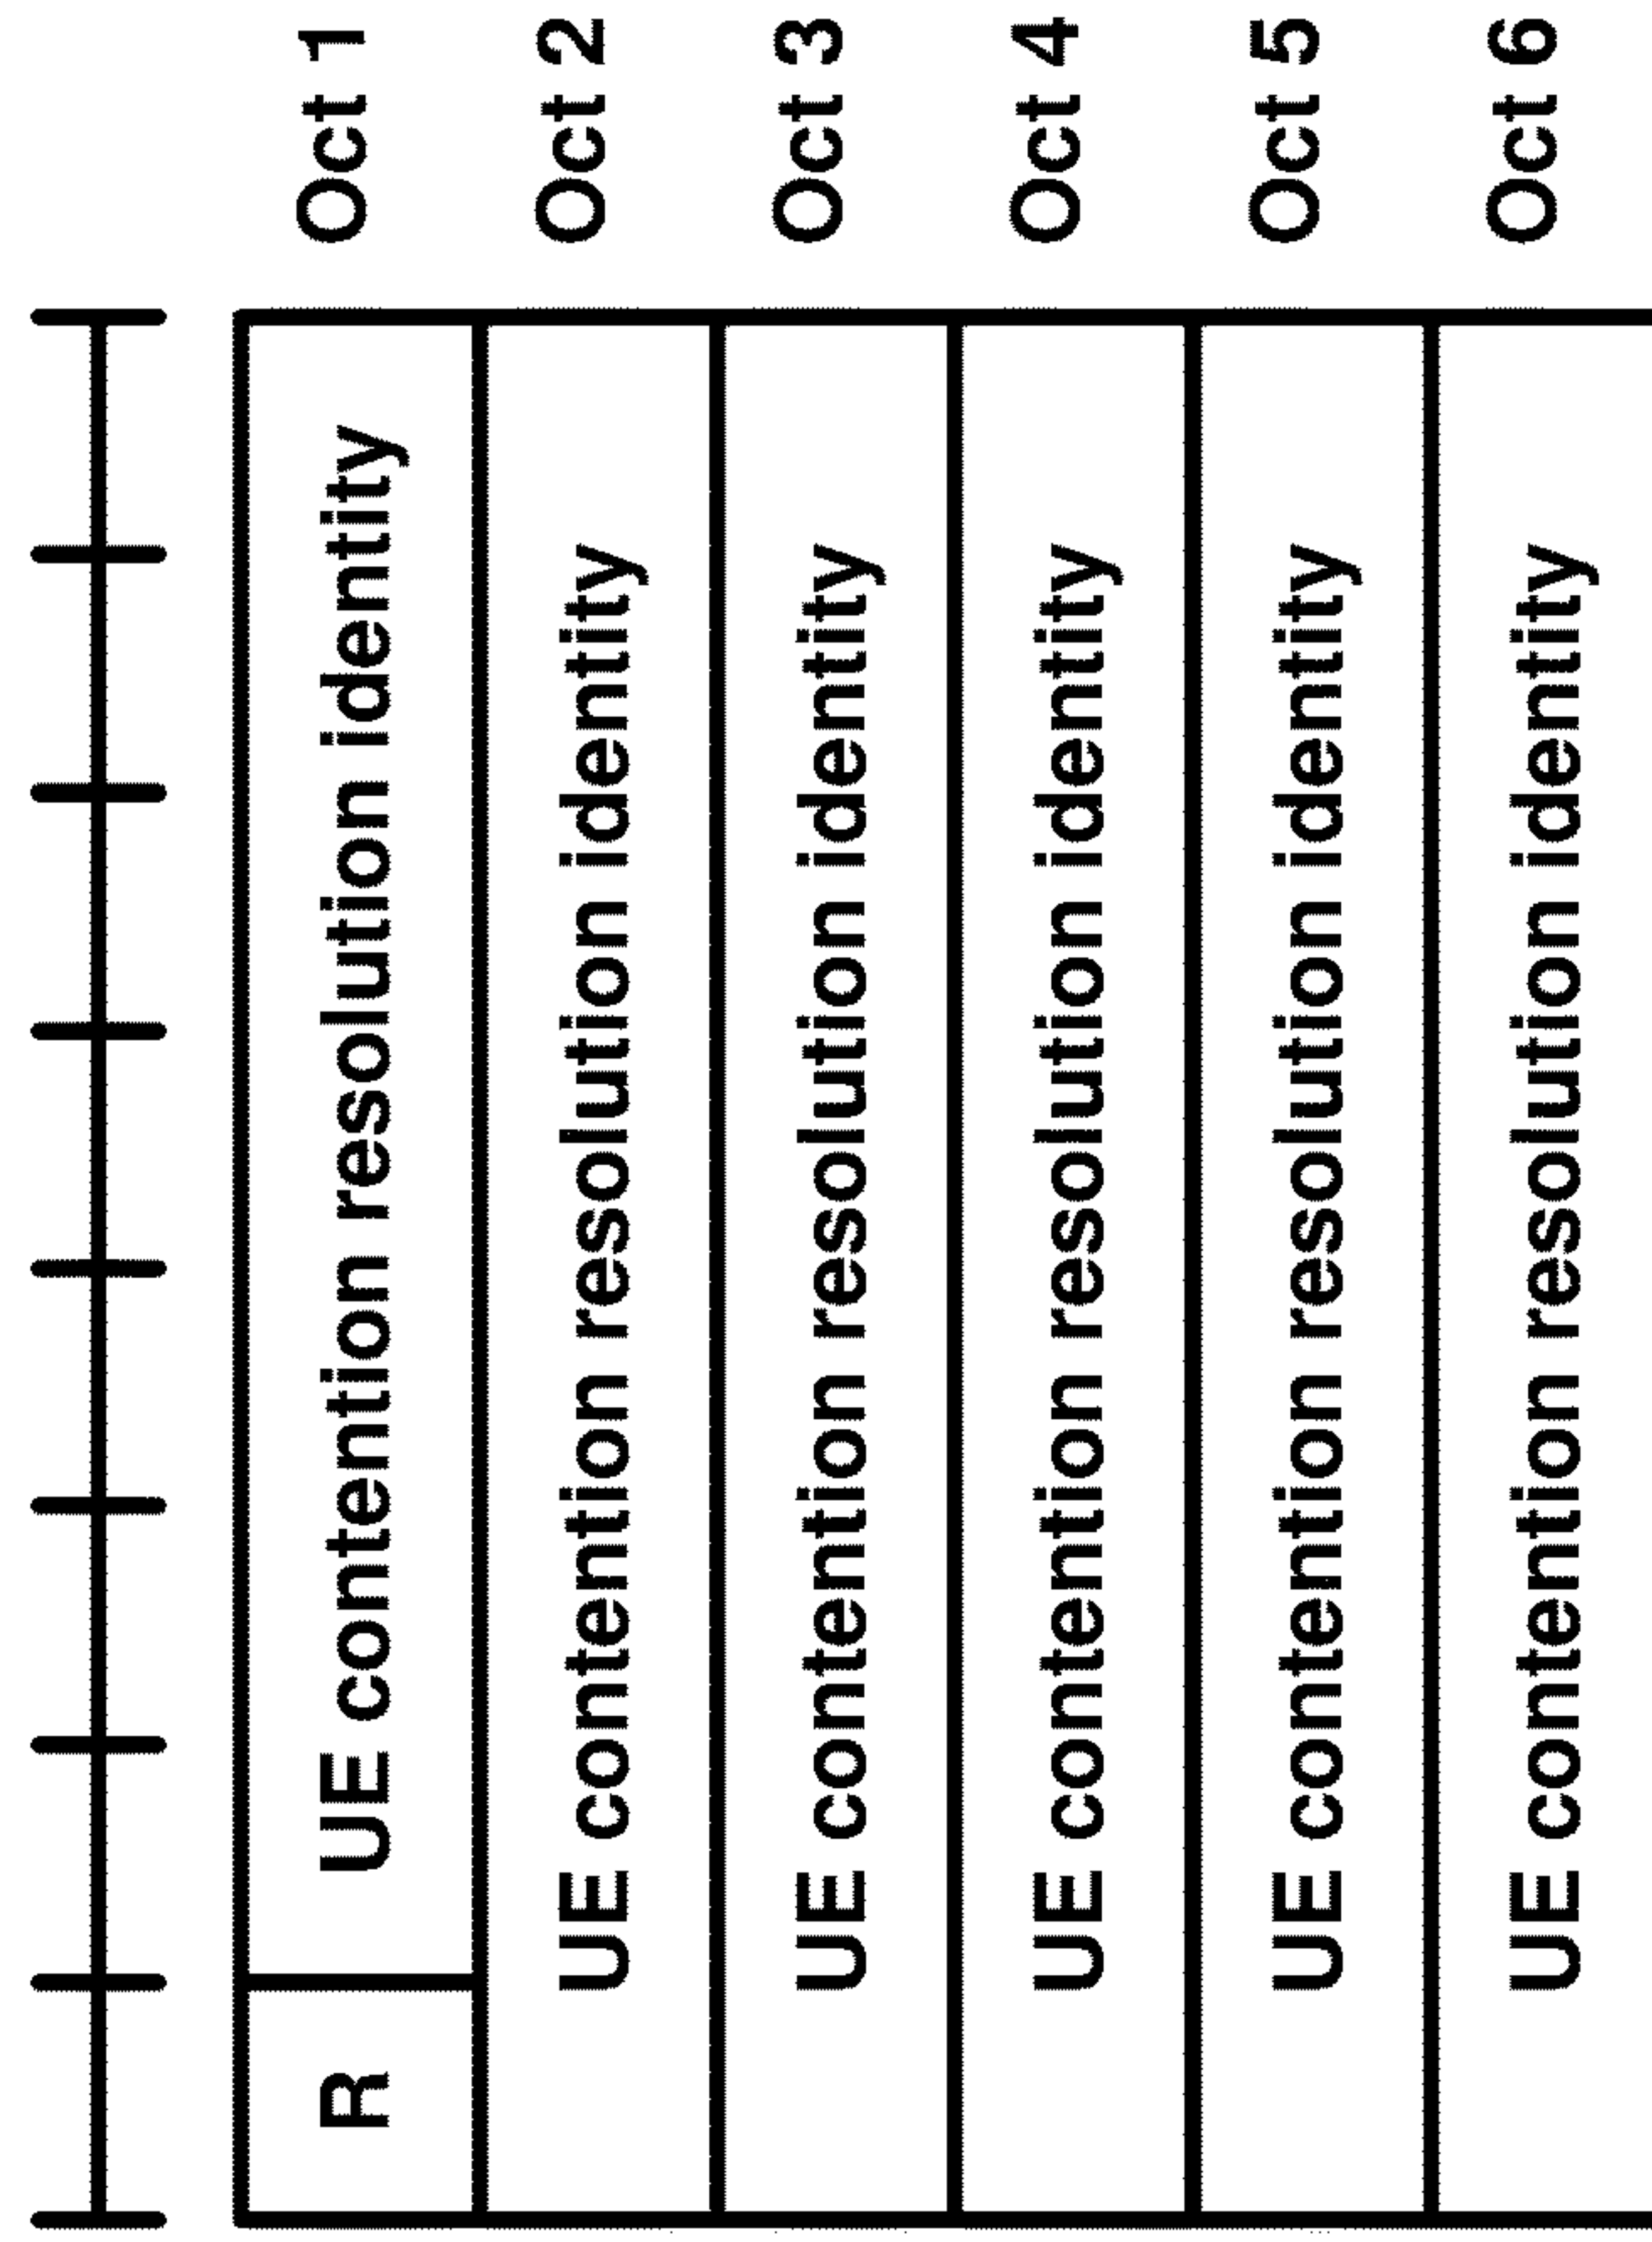 R UE contention resolution identity Oct 1
UE contention resolution identity Oct 2
UE contention resolution identity Oct 3
UE contention resolution identity Oct 4
UE contention resolution identity Oct 5
UE contention resolution identity Oct 6